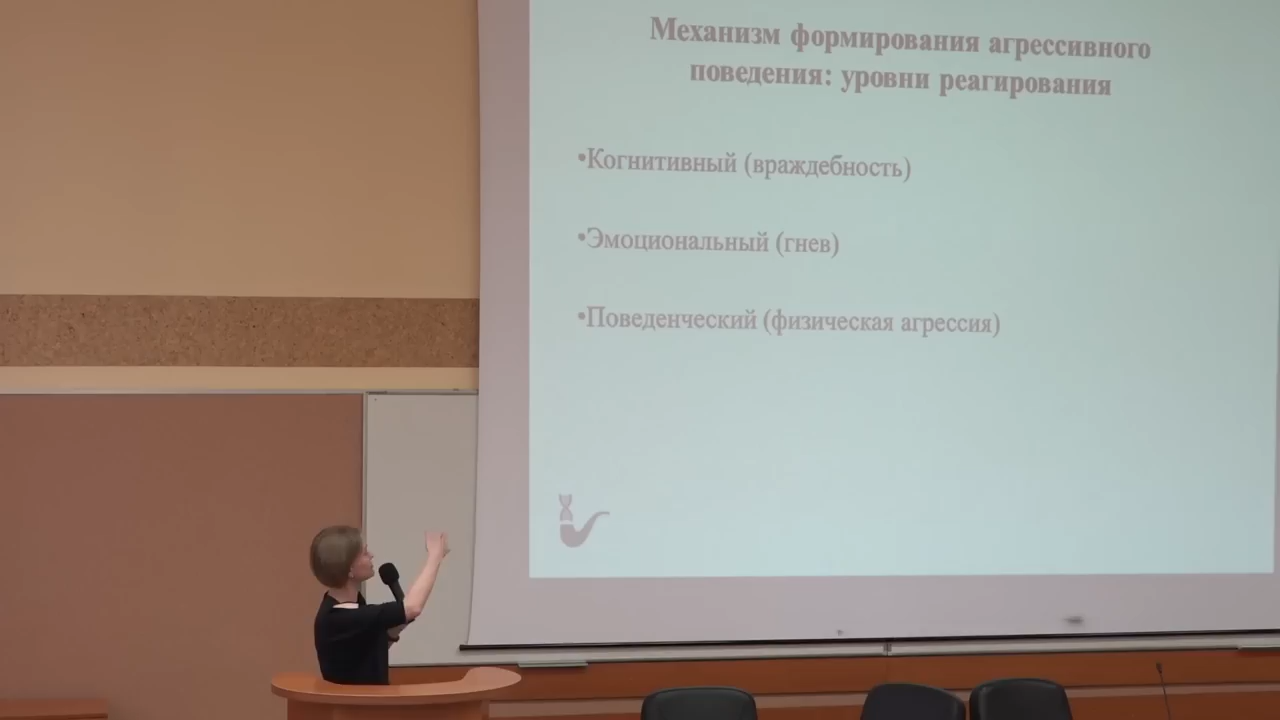 Механизм формирования агрессивного
поведения: уровни реагирования
•Когнитивный (враждебность)
•Эмоциональный (гнев)
•Поведенческий (физическая агрессия)